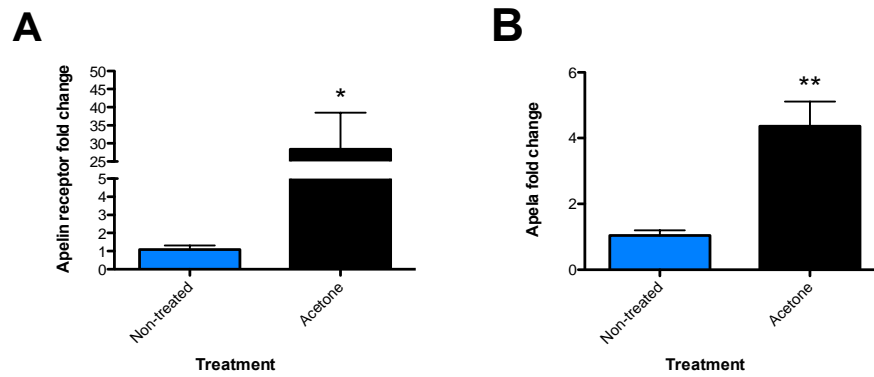 A
Apelin receptor fold change
50
45
40
35
30
25
5
4
3
2
1
0
*
Non-treated
Acetone
Treatment
B
Apela fold change
6
4
2
0
**
Non-treated
Acetone
Treatment